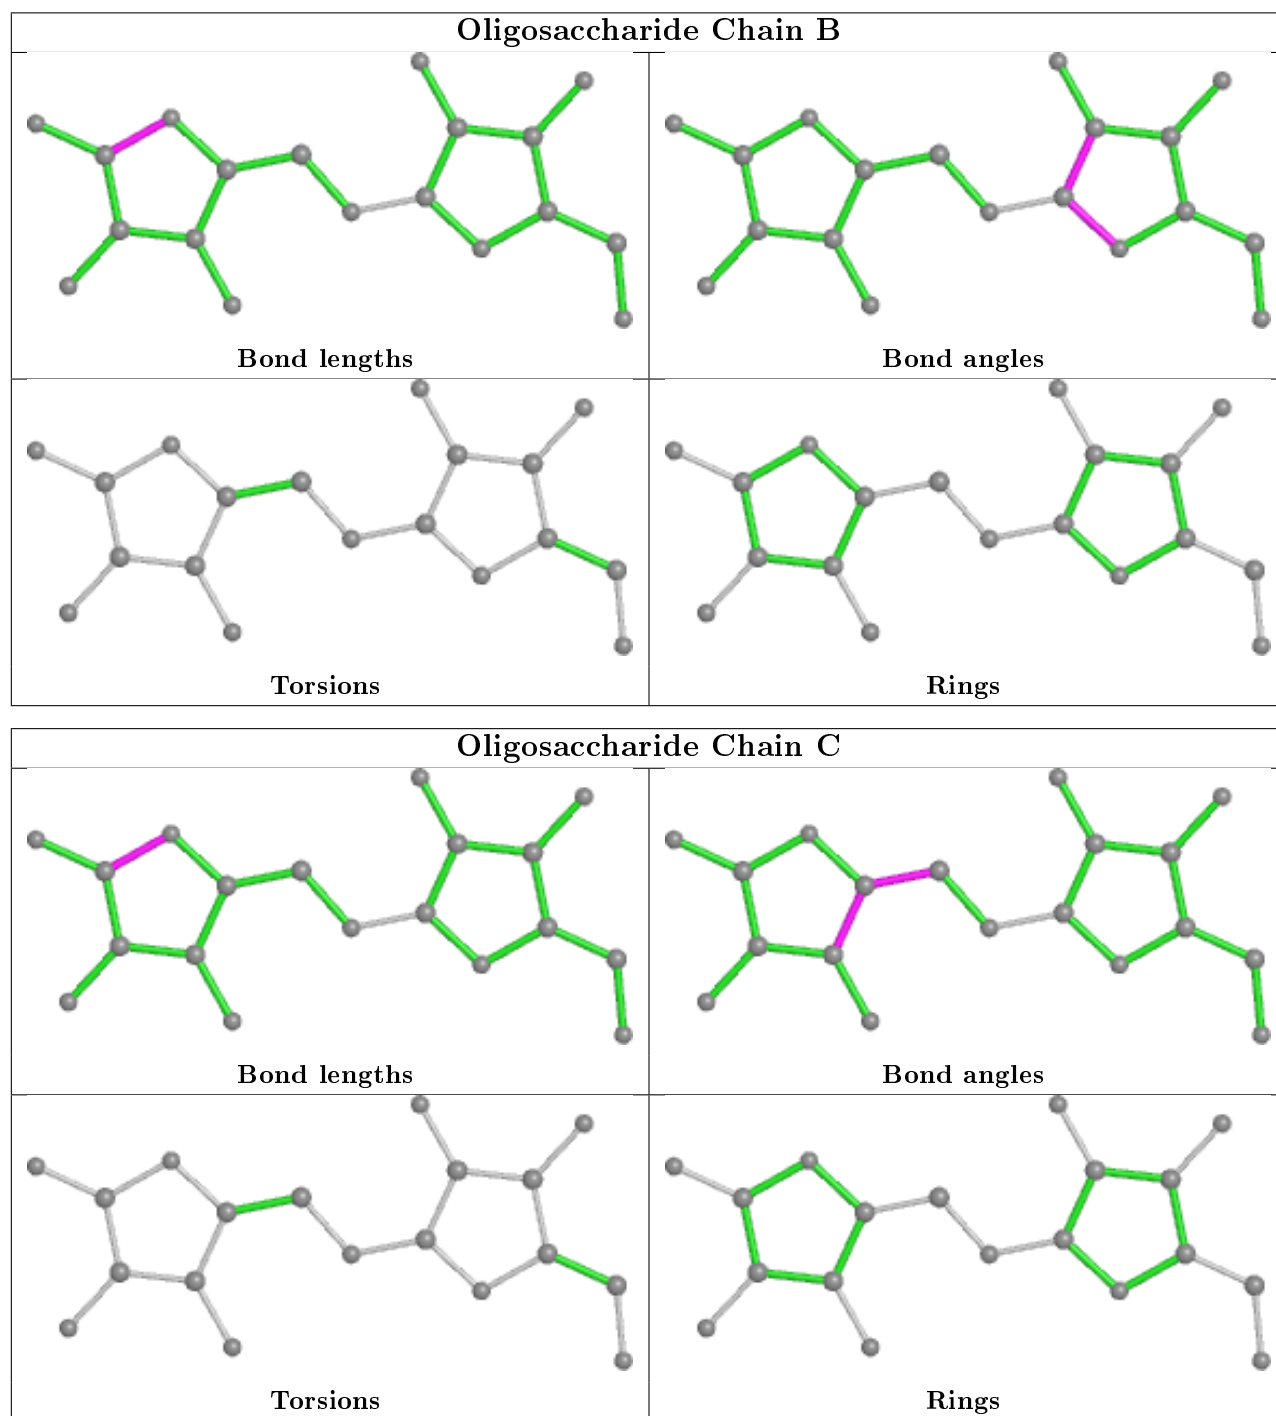 Oligosaccharide Chain B
Bond lengths
Bond angles
Torsions
Rings
Oligosaccharide Chain C
Bond lengths
Bond angles
Torsions
Rings